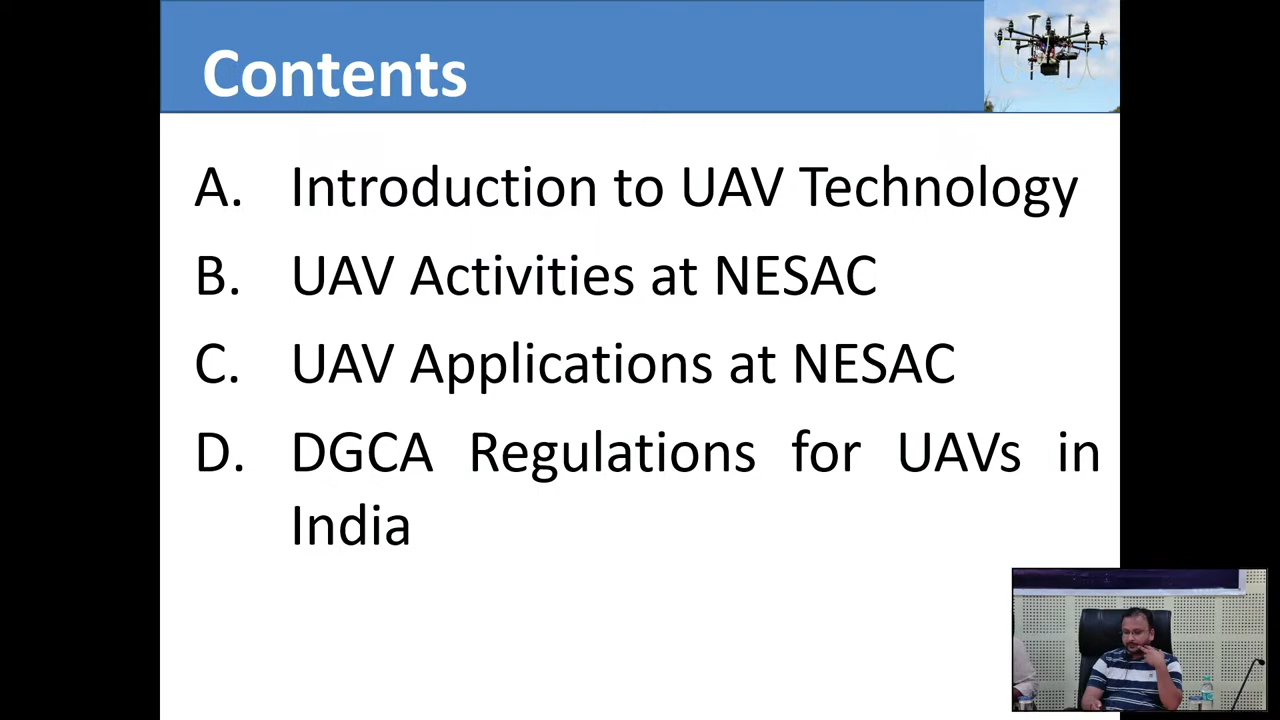 Contents
A. Introduction to UAV Technology
B. UAV Activities at NESAC
C. UAV Applications at NESAC
D. DGCA Regulations for UAVs in
India